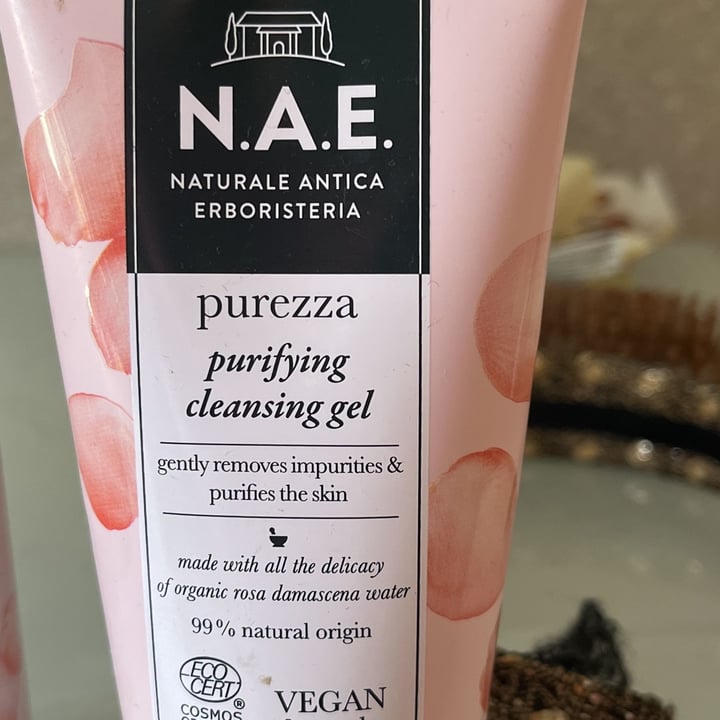 N.A.E.
NATURALE ANTICA
ERBORISTERIA
purezza
purifying
cleansing gel
gently removes impurities &
purifies the skin
made with all the delicacy
of organic rosa damascena water
99% natural origin
ECO
CERT®
COSMOS
VEGAN